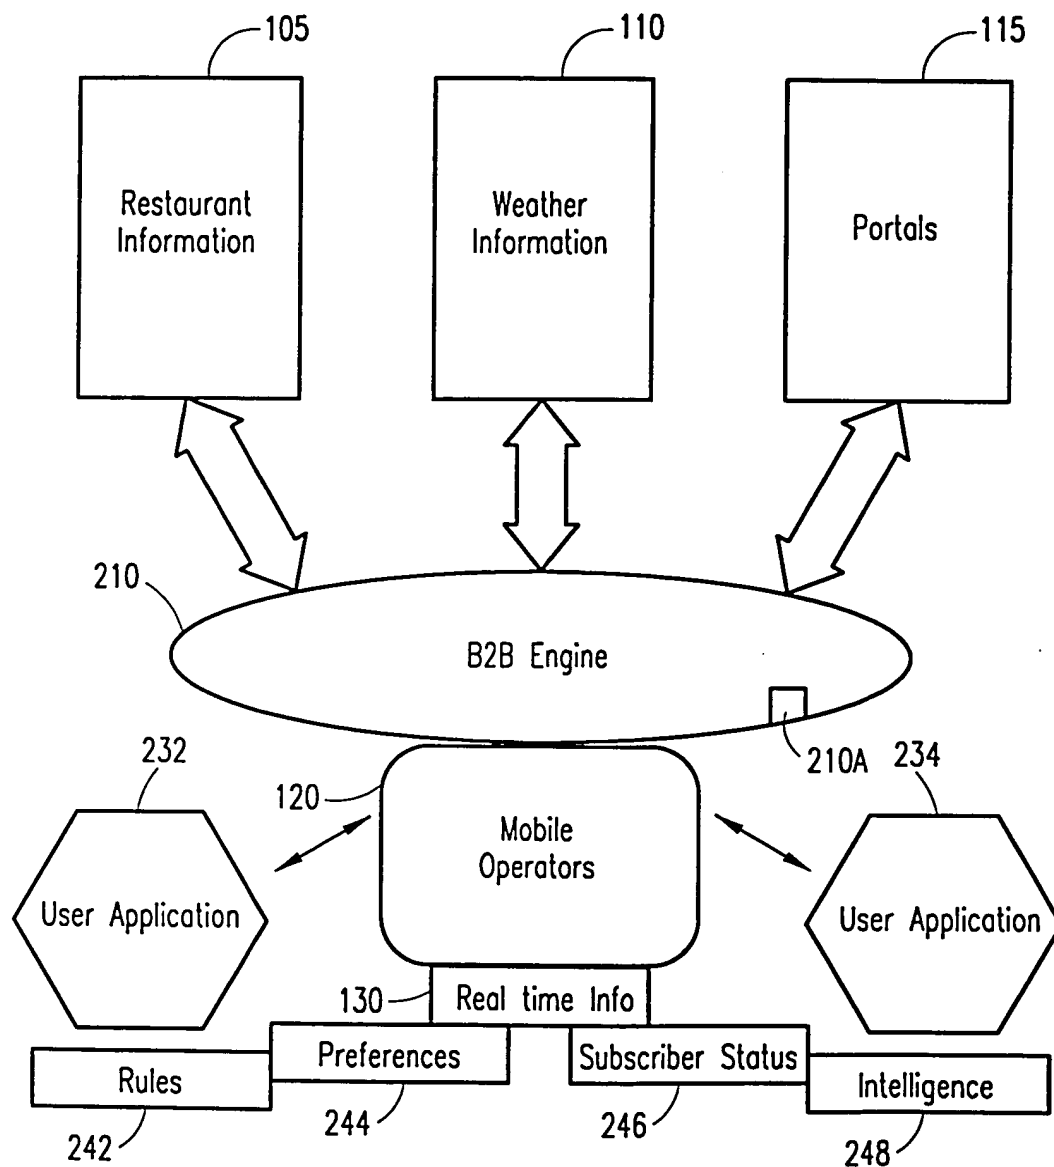 105
110
115
Restaurant
Information
Weather
Information
Portals
210
B2B Engine
210A
232
234
120
Mobile
Operators
User Application
User Application
130
Real time Info
Preferences
Subscriber Status
Rules
Intelligence
242
244
246
248